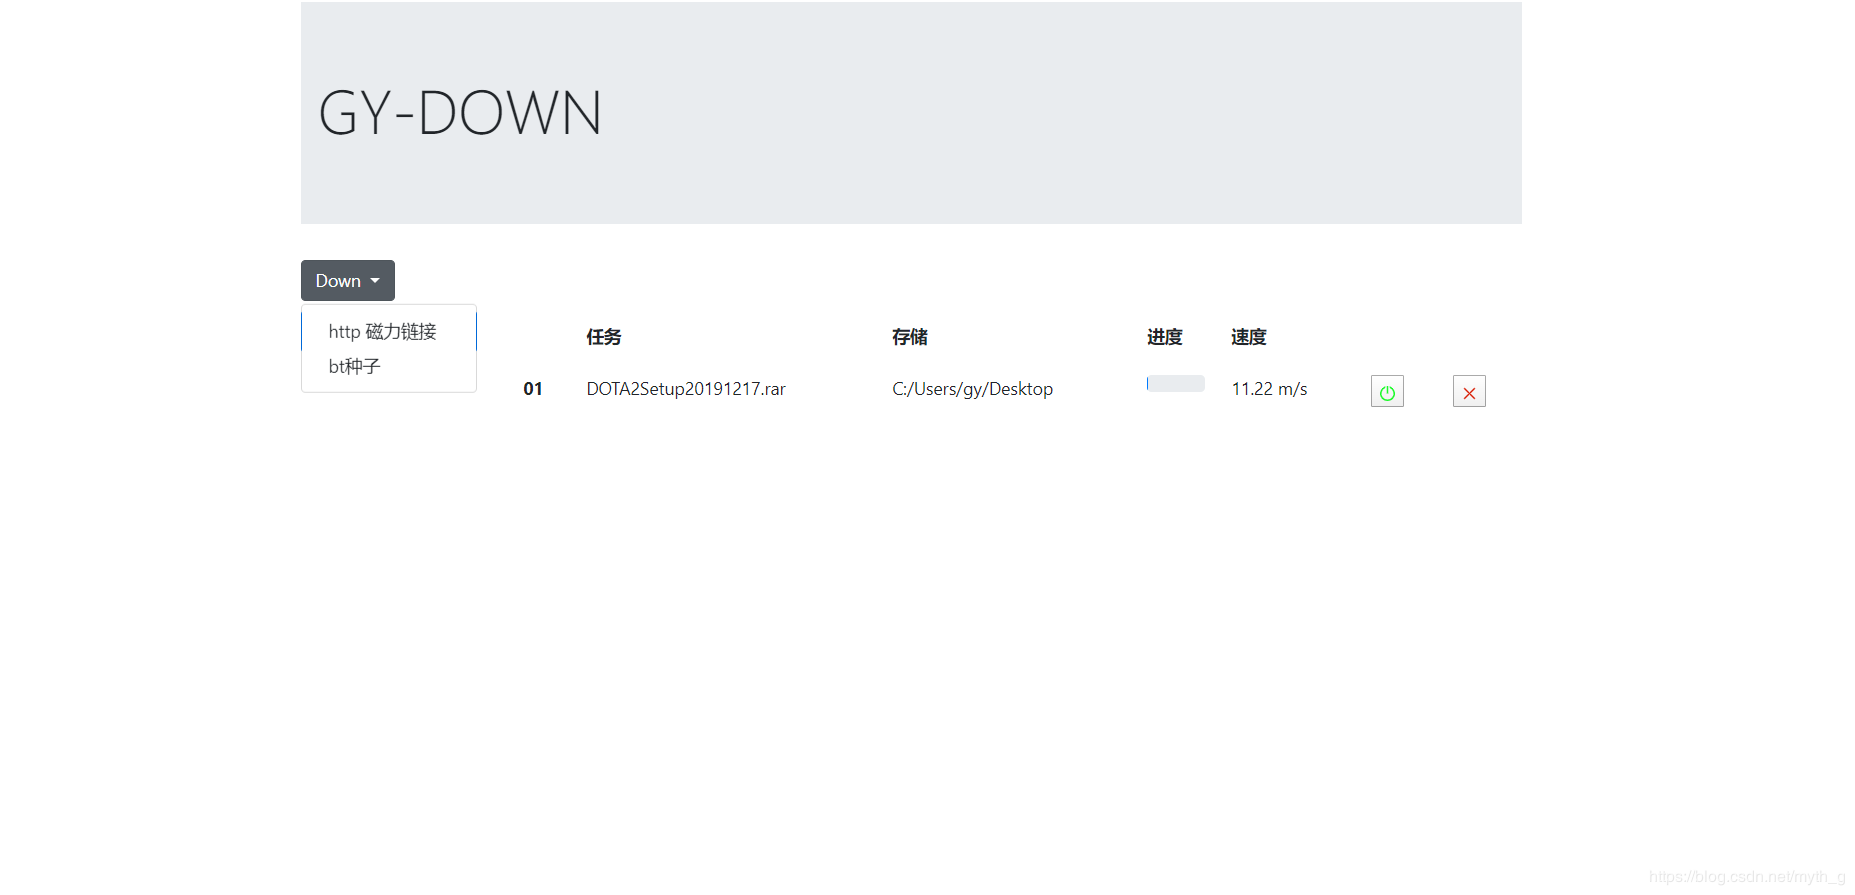 GY-DOWN
Down
http 磁力链接
bt种子
任务 存储 进度 速度
01 DOTA2Setup20191217.rar C:/Users/gy/Desktop 11.22 m/s
https://blog.csdn.net/myth_g